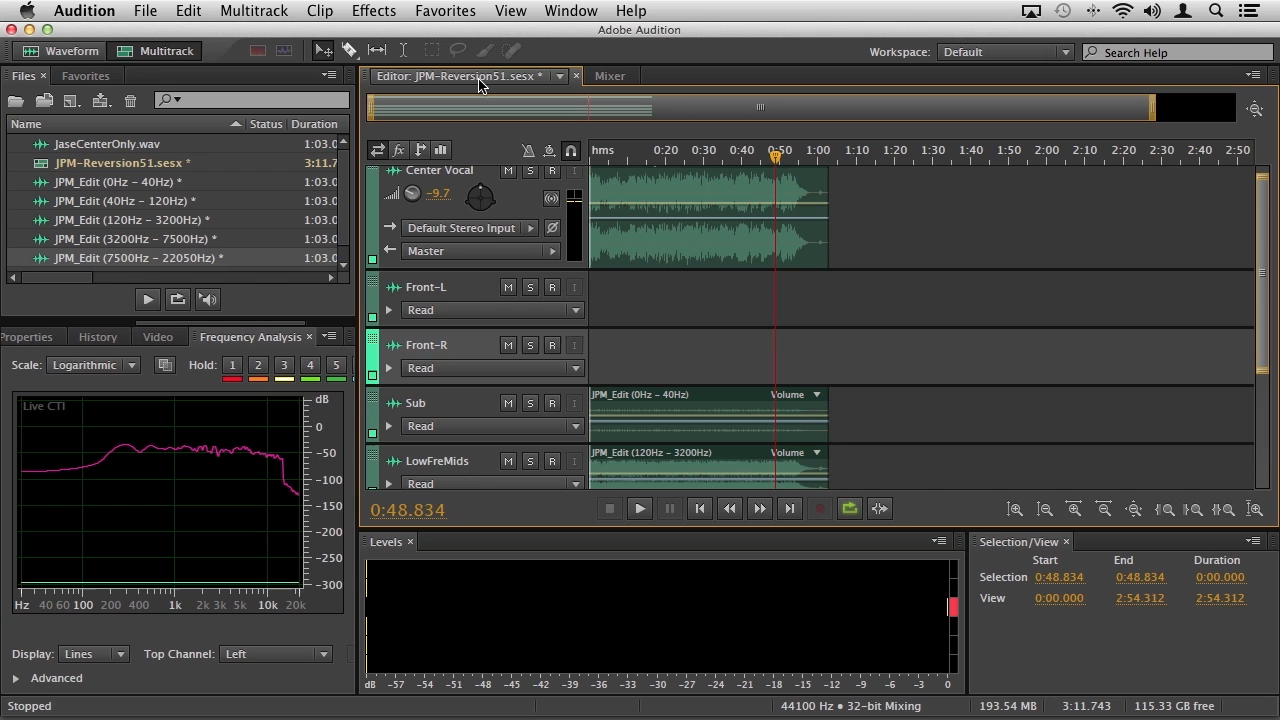 Audition File Edit Multitrack Clip Effects Favorites View Window Help
Adobe Audition
Waveform Multitrack Workspace: Default Search Help
Files × Favorites
Name Status Duration
JaseCenterOnly.wav 1:03.0
JPM-Reversion51.sesx * 3:11.7
JPM_Edit (0Hz - 40Hz) * 1:03.0
JPM_Edit (40Hz - 120Hz) * 1:03.0
JPM_Edit (120Hz - 3200Hz) * 1:03.0
JPM_Edit (3200Hz - 7500Hz) * 1:03.0
JPM_Edit (7500Hz - 22050Hz) * 1:03.0
Properties History Video Frequency Analysis ×
Scale: Logarithmic Hold: 1 2 3 4 5
Live CTI
dB
0
-50
-100
-150
-200
-250
-300
Hz 40 60 100 200 400 1k 2k 3k 5k 10k 20k
Display: Lines Top Channel: Left
Advanced
Editor: JPM-Reversion51.sesx * × Mixer
fx hms 0:20 0:30 0:40 0:50 1:00 1:10 1:20 1:30 1:40 1:50 2:00 2:10 2:20 2:30 2:40 2:50
Center Vocal M S R I
-9.7
Default Stereo Input
Master
Front-L M S R I
Read
Front-R M S R I
Read
Sub M S R I
Read
JPM_Edit (0Hz - 40Hz) Volume
LowFreMids M S R I
Read
JPM_Edit (120Hz - 3200Hz) Volume
0:48.834
Levels ×
dB -57 -54 -51 -48 -45 -42 -39 -36 -33 -30 -27 -24 -21 -18 -15 -12 -9 -6 -3 0
Selection/View ×
Start End Duration
Selection 0:48.834 0:48.834 0:00.000
View 0:00.000 2:54.312 2:54.312
Stopped 44100 Hz • 32-bit Mixing 193.54 MB 3:11.743 115.33 GB free